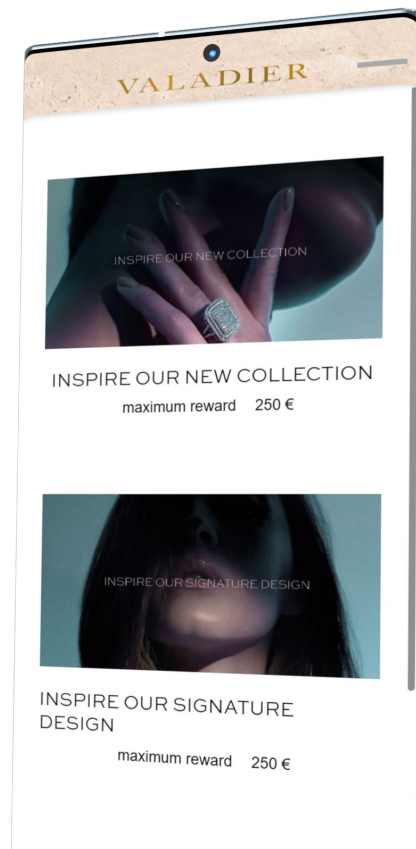 VALADIER
INSPIRE OUR NEW COLLECTION
INSPIRE OUR NEW COLLECTION
maximum reward 250 €
INSPIRE OUR SIGNATURE DESIGN
INSPIRE OUR SIGNATURE
DESIGN
maximum reward 250 €